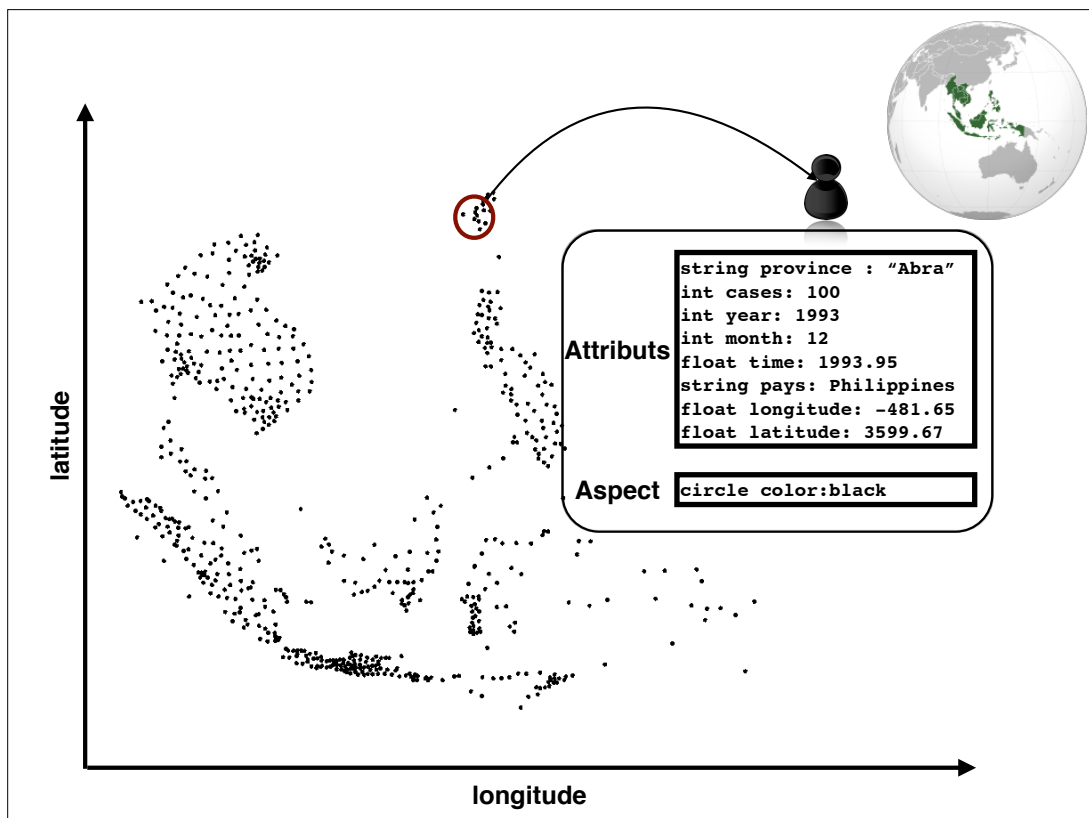 string province : “Abra”
int cases: 100
int year: 1993
int month: 12
Attributs
float time: 1993.95
string pays: Philippines
float longitude: -481.65
float latitude: 3599.67
Aspect
circle color:black
latitude
longitude